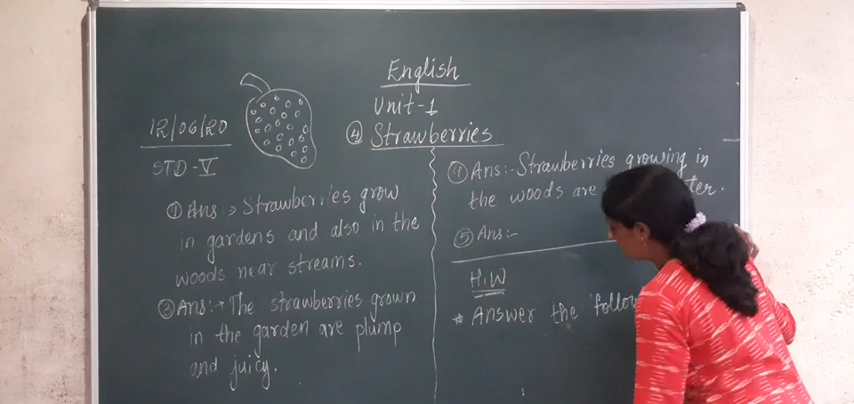 English
Unit-1
④ Strawberries
12/06/20
STD-V
① Ans:→ Strawberries grow
in gardens and also in the
woods near streams.
③ Ans:→ The strawberries grown
in the garden are plump
and juicy.
④ Ans:- Strawberries growing in
the woods are
⑤ Ans:-
H.W
* Answer the